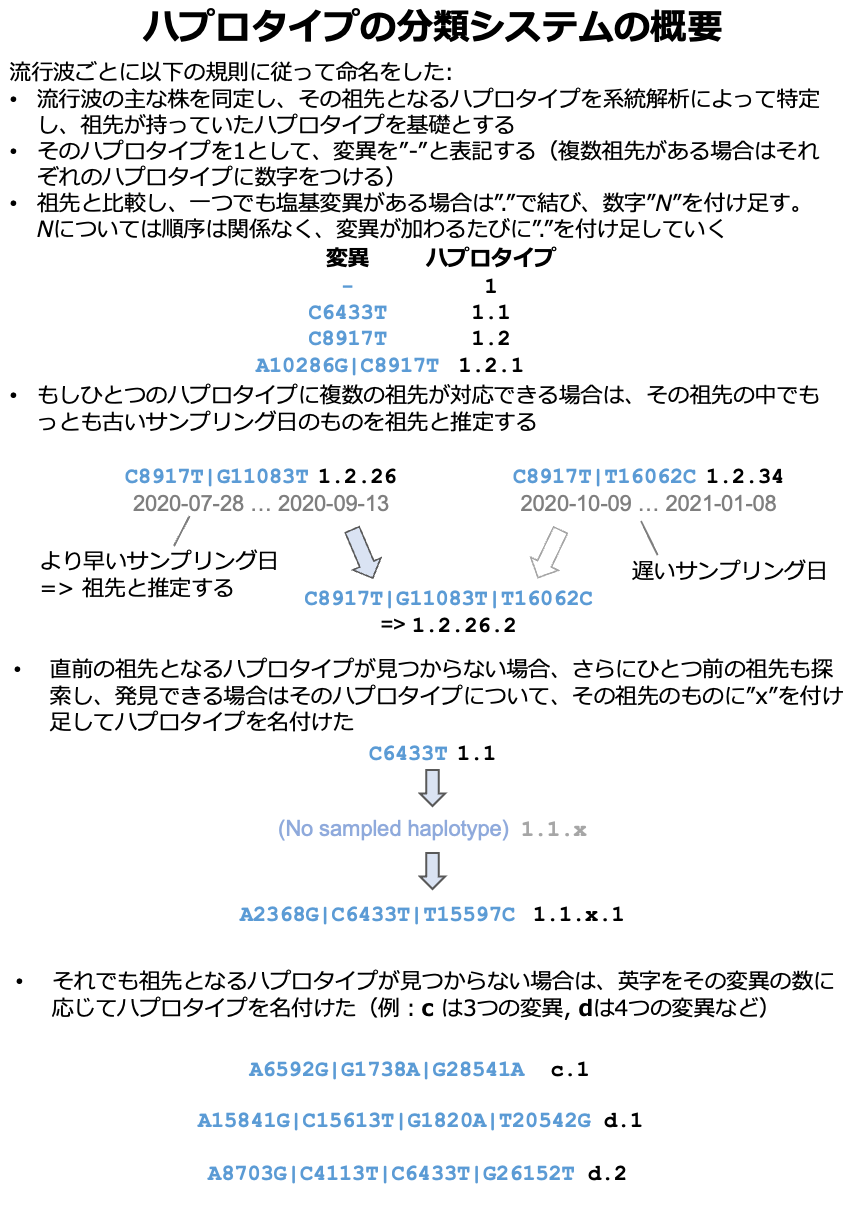 ハプロタイプの分類システムの概要
流行波ごとに以下の規則に従って命名をした:
• 流行波の主な株を同定し、その祖先となるハプロタイプを系統解析によって特定
し、祖先が持っていたハプロタイプを基礎とする
• そのハプロタイプを1として、変異を”-”と表記する（複数祖先がある場合はそれ
ぞれのハプロタイプに数字をつける）
• 祖先と比較し、一つでも塩基変異がある場合は”.”で結び、数字”N”を付け足す。
Nについては順序は関係なく、変異が加わるたびに”.”を付け足していく
変異 ハプロタイプ
- 1
C6433T 1.1
C8917T 1.2
A10286G|C8917T 1.2.1
• もしひとつのハプロタイプに複数の祖先が対応できる場合は、その祖先の中でも
っとも古いサンプリング日のものを祖先と推定する
C8917T|G11083T 1.2.26 C8917T|T16062C 1.2.34
2020-07-28 … 2020-09-13 2020-10-09 … 2021-01-08
より早いサンプリング日
=> 祖先と推定する
遅いサンプリング日
C8917T|G11083T|T16062C
=> 1.2.26.2
• 直前の祖先となるハプロタイプが見つからない場合、さらにひとつ前の祖先も探
索し、発見できる場合はそのハプロタイプについて、その祖先のものに”x”を付け
足してハプロタイプを名付けた
C6433T 1.1
(No sampled haplotype) 1.1.x
A2368G|C6433T|T15597C 1.1.x.1
• それでも祖先となるハプロタイプが見つからない場合は、英字をその変異の数に
応じてハプロタイプを名付けた（例：c は3つの変異, dは4つの変異など）
A6592G|G1738A|G28541A c.1
A15841G|C15613T|G1820A|T20542G d.1
A8703G|C4113T|C6433T|G26152T d.2